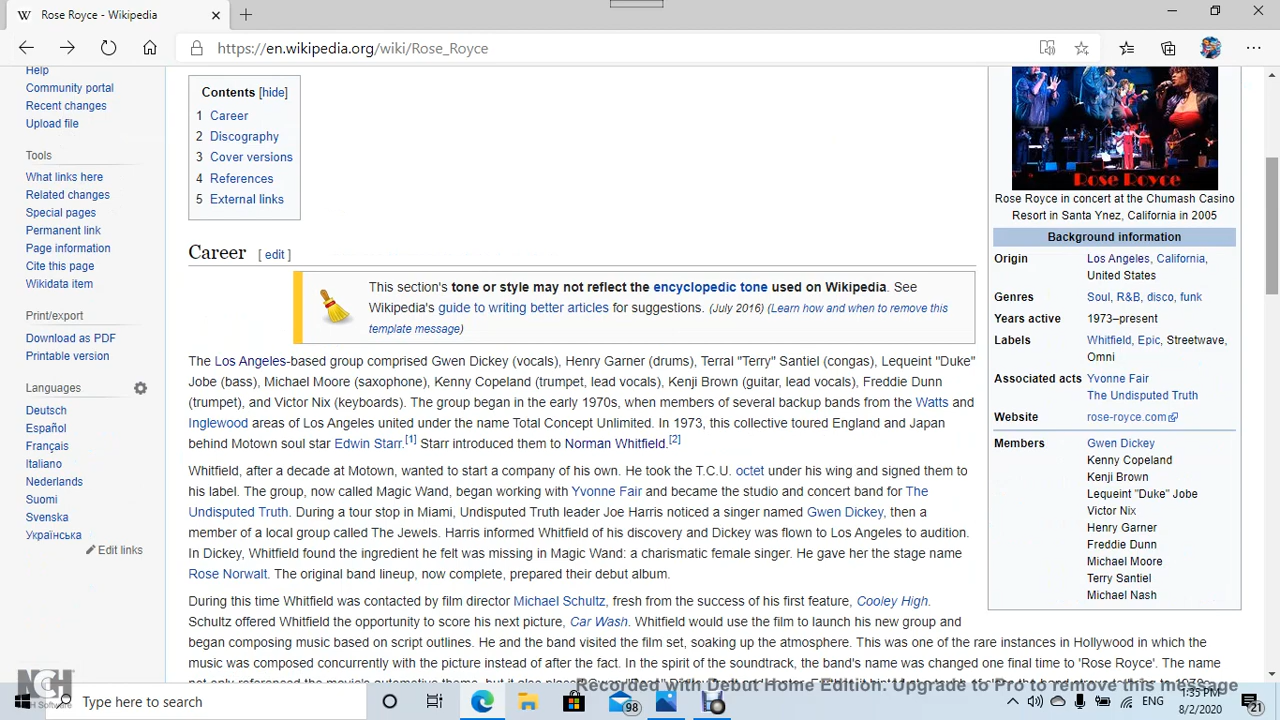 Rose Royce - Wikipedia
https://en.wikipedia.org/wiki/Rose_Royce
Help
Community portal
Recent changes
Upload file
Tools
What links here
Related changes
Special pages
Permanent link
Page information
Cite this page
Wikidata item
Print/export
Download as PDF
Printable version
Languages
Deutsch
Español
Français
Italiano
Nederlands
Suomi
Svenska
Українська
Edit links
Contents [hide]
1 Career
2 Discography
3 Cover versions
4 References
5 External links
Career [ edit ]
This section's tone or style may not reflect the encyclopedic tone used on Wikipedia. See
Wikipedia's guide to writing better articles for suggestions. (July 2016) (Learn how and when to remove this
template message)
The Los Angeles-based group comprised Gwen Dickey (vocals), Henry Garner (drums), Terral "Terry" Santiel (congas), Lequeint "Duke"
Jobe (bass), Michael Moore (saxophone), Kenny Copeland (trumpet, lead vocals), Kenji Brown (guitar, lead vocals), Freddie Dunn
(trumpet), and Victor Nix (keyboards). The group began in the early 1970s, when members of several backup bands from the Watts and
Inglewood areas of Los Angeles united under the name Total Concept Unlimited. In 1973, this collective toured England and Japan
behind Motown soul star Edwin Starr.[1] Starr introduced them to Norman Whitfield.[2]
Whitfield, after a decade at Motown, wanted to start a company of his own. He took the T.C.U. octet under his wing and signed them to
his label. The group, now called Magic Wand, began working with Yvonne Fair and became the studio and concert band for The
Undisputed Truth. During a tour stop in Miami, Undisputed Truth leader Joe Harris noticed a singer named Gwen Dickey, then a
member of a local group called The Jewels. Harris informed Whitfield of his discovery and Dickey was flown to Los Angeles to audition.
In Dickey, Whitfield found the ingredient he felt was missing in Magic Wand: a charismatic female singer. He gave her the stage name
Rose Norwalt. The original band lineup, now complete, prepared their debut album.
During this time Whitfield was contacted by film director Michael Schultz, fresh from the success of his first feature, Cooley High.
Schultz offered Whitfield the opportunity to score his next picture, Car Wash. Whitfield would use the film to launch his new group and
began composing music based on script outlines. He and the band visited the film set, soaking up the atmosphere. This was one of the rare instances in Hollywood in which the
music was composed concurrently with the picture instead of after the fact. In the spirit of the soundtrack, the band's name was changed one final time to 'Rose Royce'. The name
Rose Royce
Rose Royce in concert at the Chumash Casino
Resort in Santa Ynez, California in 2005
Background information
Origin Los Angeles, California,
United States
Genres Soul, R&B, disco, funk
Years active 1973–present
Labels Whitfield, Epic, Streetwave,
Omni
Associated acts Yvonne Fair
The Undisputed Truth
Website rose-royce.com
Members Gwen Dickey
Kenny Copeland
Kenji Brown
Lequeint "Duke" Jobe
Victor Nix
Henry Garner
Freddie Dunn
Michael Moore
Terry Santiel
Michael Nash
Recorded with Debut Home Edition: Upgrade to Pro to remove this message
NCH
NCH Software
Type here to search
98
ENG
1:35 PM
8/2/2020
21